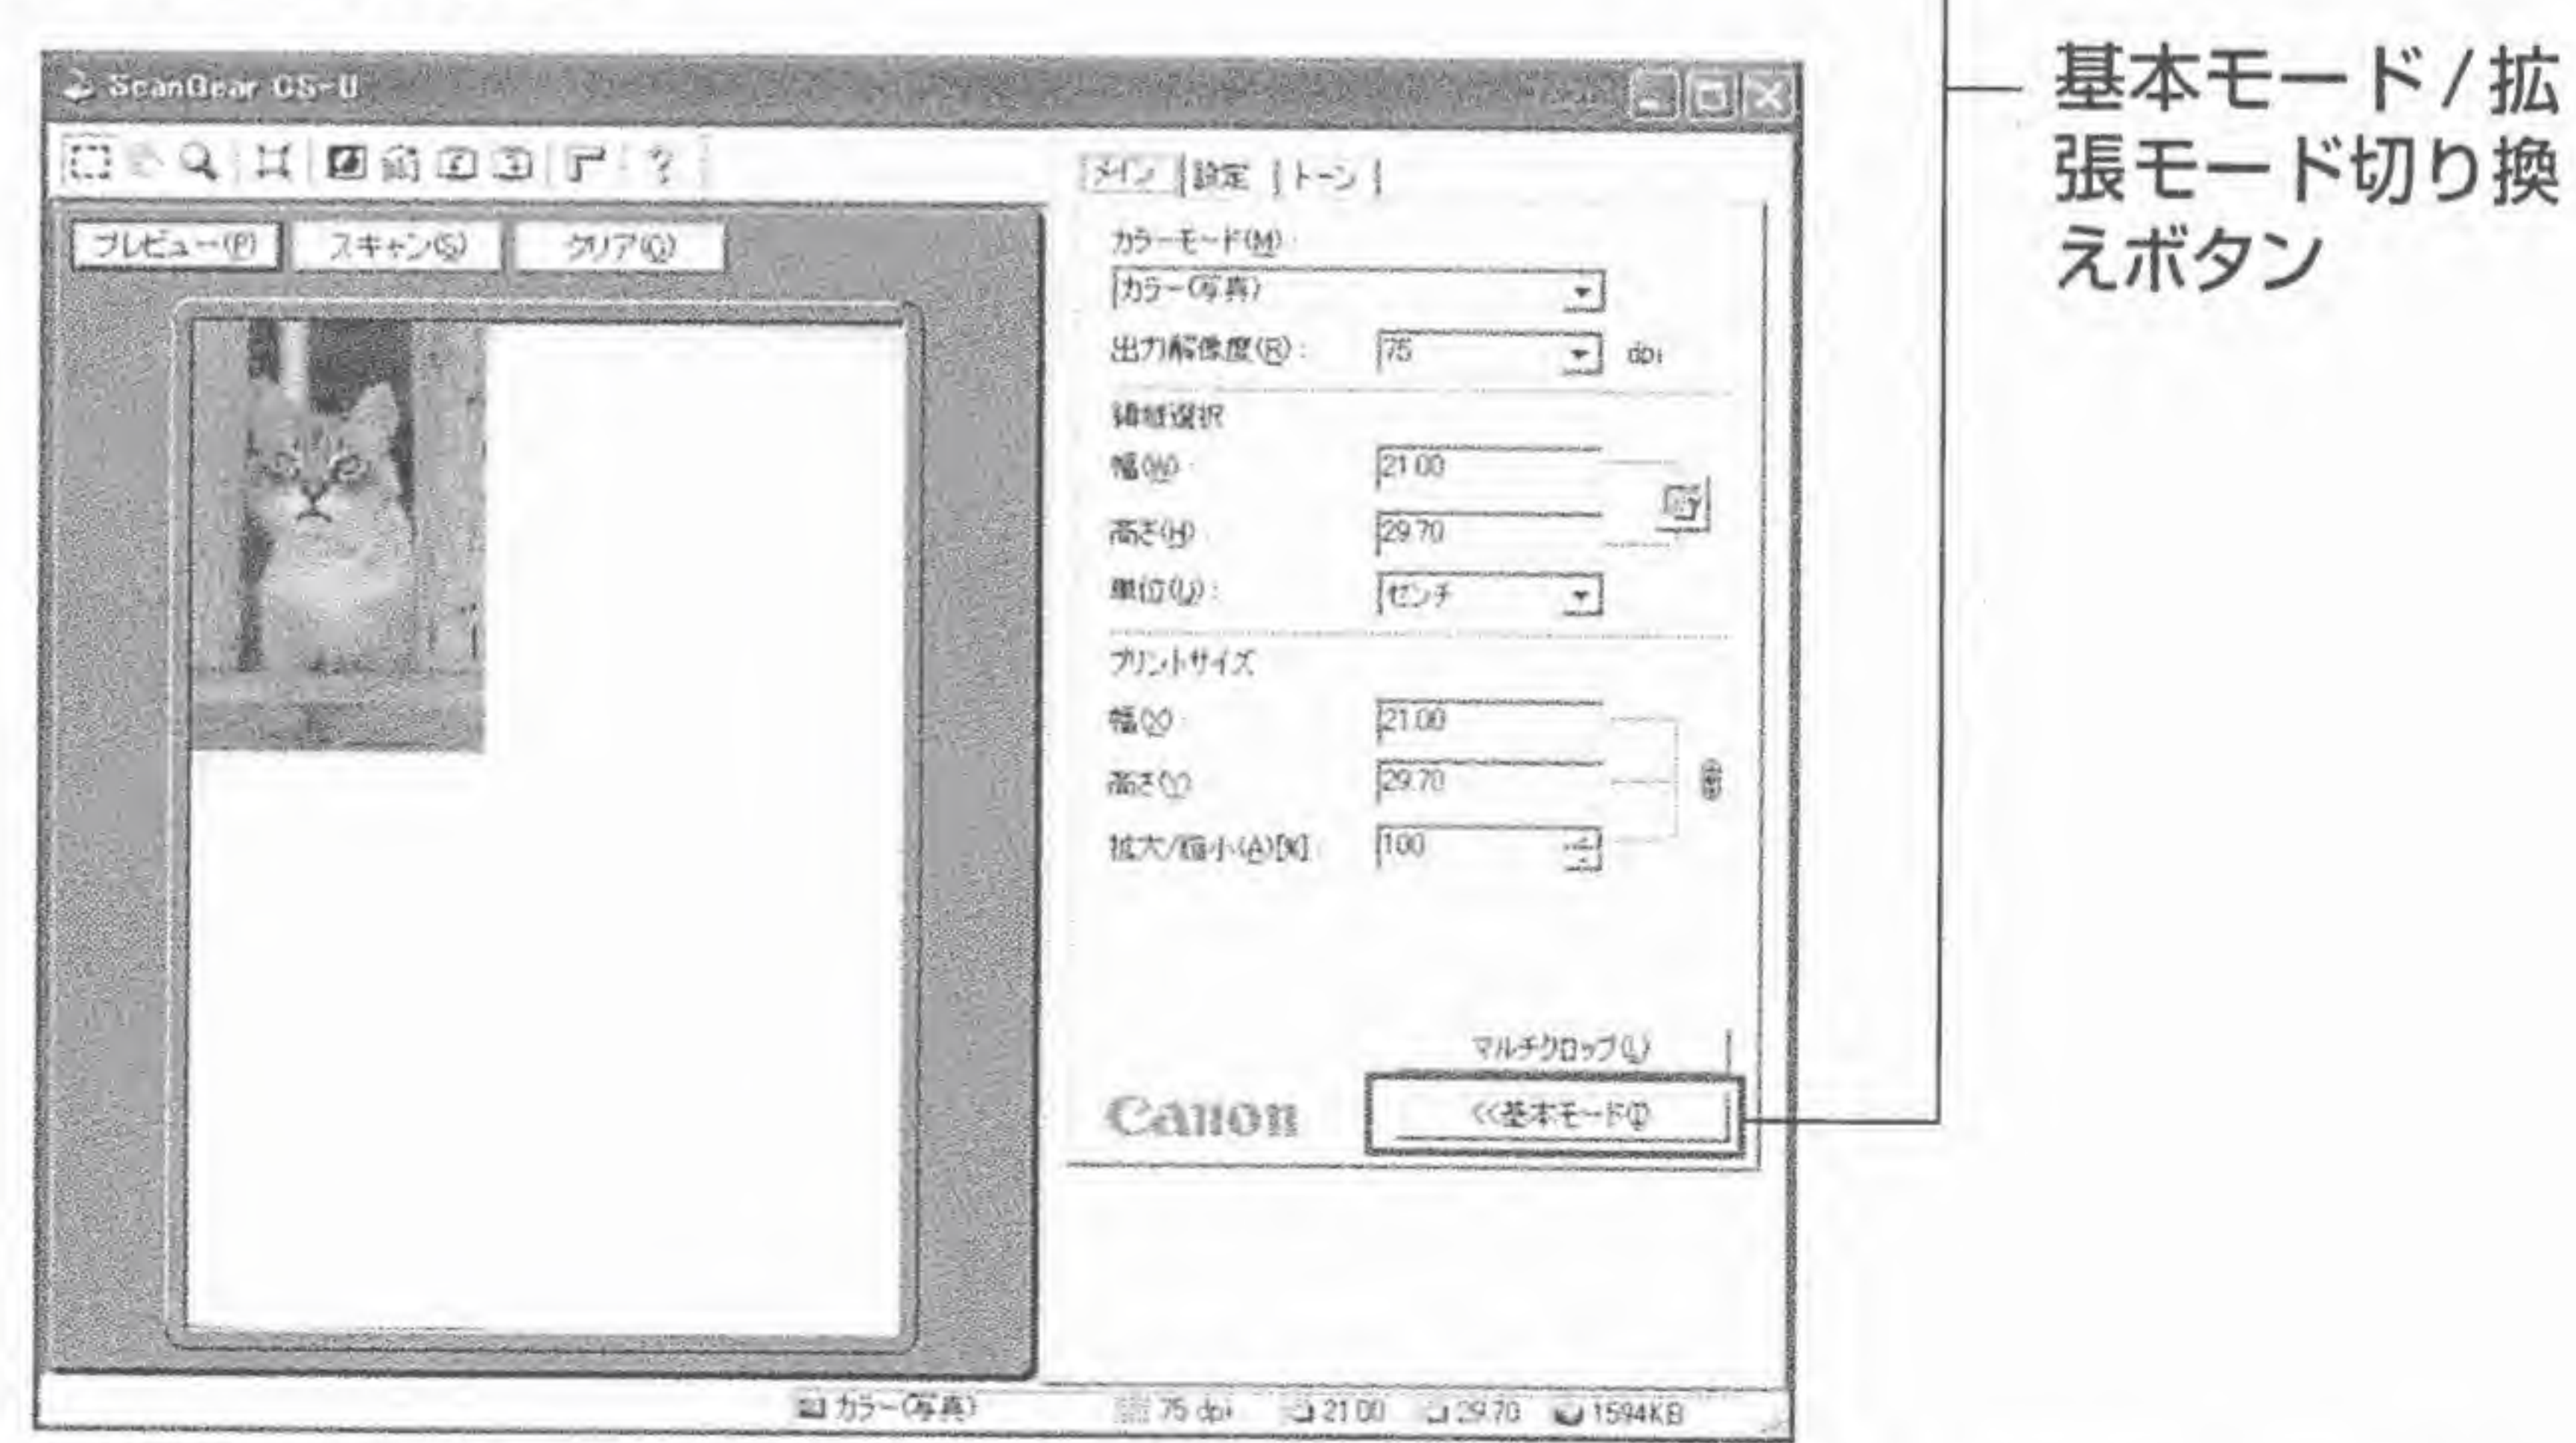 ScanGear CS-U
プレビュー(P) スキャン(S) クリア(C)
メイン 設定 トーン
カラーモード(M):
カラー(写真)
出力解像度(R): 75 dpi
領域選択
幅(W): 21.00
高さ(H): 29.70
単位(U): センチ
プリントサイズ
幅(X): 21.00
高さ(Y): 29.70
拡大/縮小(A)[%]: 100
マルチクロップ(L)
Canon
<<基本モード(T)
カラー(写真) 75 dpi 21.00 29.70 1594KB
基本モード/拡
張モード切り換
えボタン